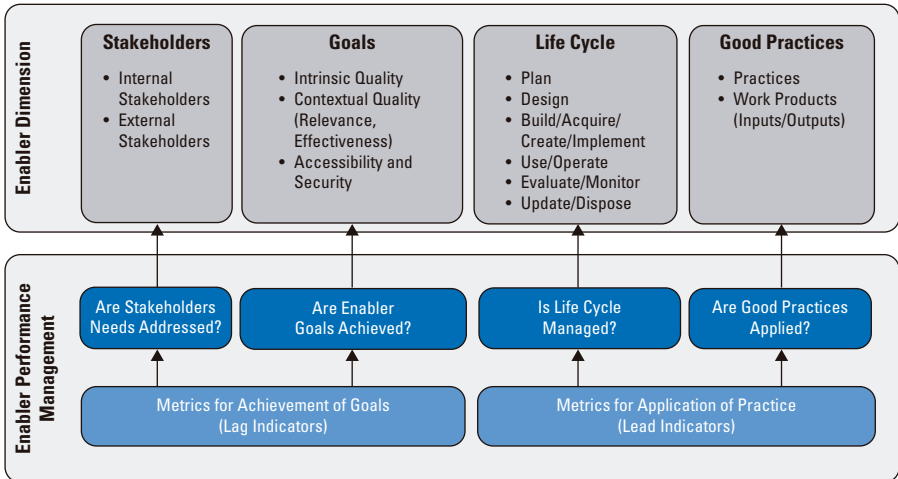 Enabler Dimension
Stakeholders
• Internal
Stakeholders
• External
Stakeholders
Goals
• Intrinsic Quality
• Contextual Quality
(Relevance,
Effectiveness)
• Accessibility and
Security
Life Cycle
• Plan
• Design
• Build/Acquire/
Create/Implement
• Use/Operate
• Evaluate/Monitor
• Update/Dispose
Good Practices
• Practices
• Work Products
(Inputs/Outputs)
Enabler Performance
Management
Are Stakeholders
Needs Addressed?
Are Enabler
Goals Achieved?
Is Life Cycle
Managed?
Are Good Practices
Applied?
Metrics for Achievement of Goals
(Lag Indicators)
Metrics for Application of Practice
(Lead Indicators)